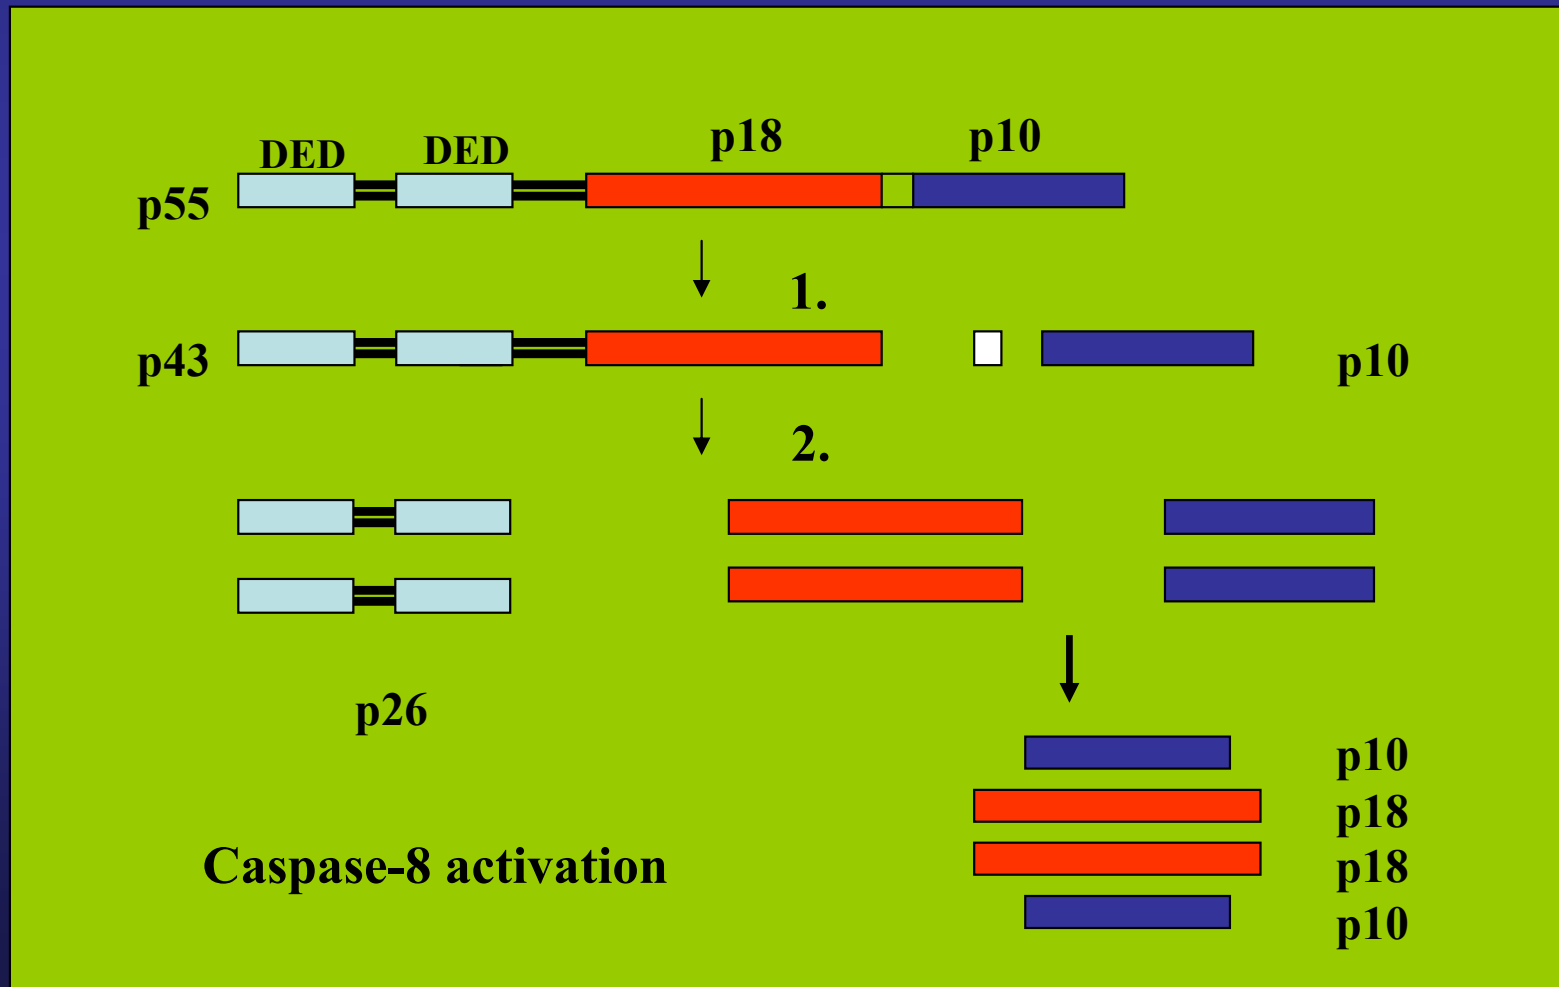 DED DED p18 p10
p55
1.
p43 p10
2.
p26
p10
p18
Caspase-8 activation p18
p10